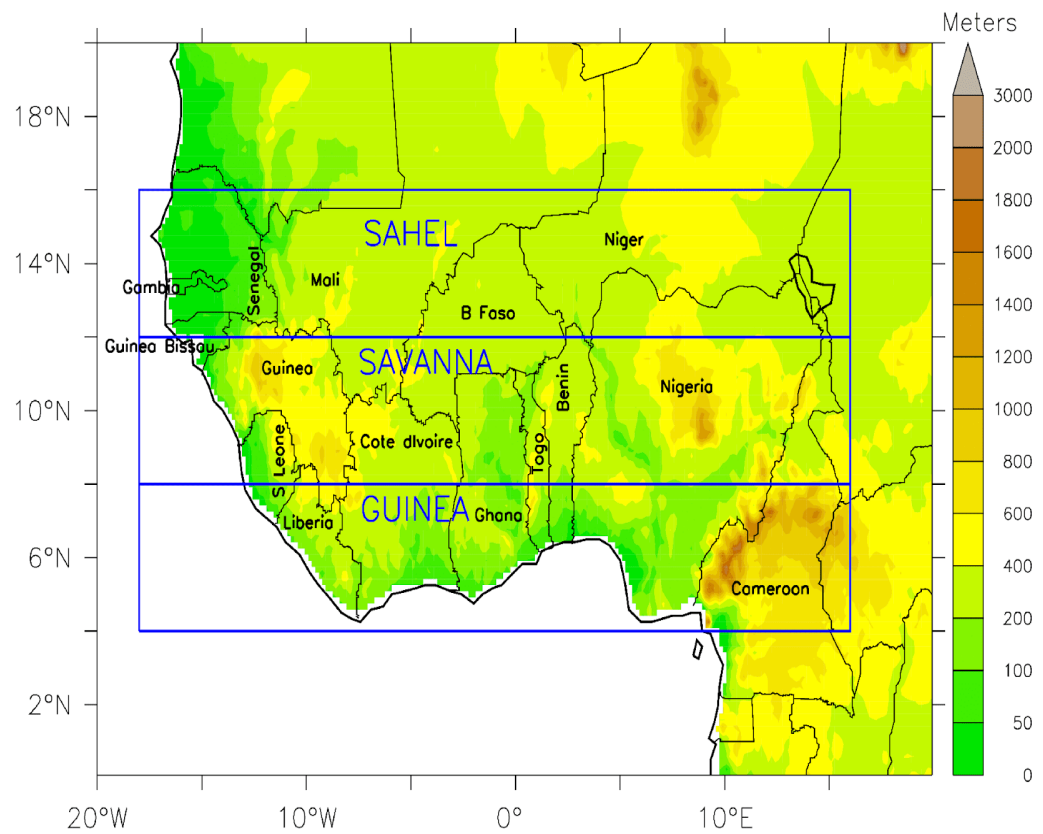 Meters
3000
18°N
2000
1800
SAHEL
1600
14°N
Niger
Senegal
Mali
Gambia
1400
B Faso
Guinea Bissau
SAVANNA
1200
Guinea
Benin
Nigeria
10°N
1000
S Leone
Cote dIvoire
Togo
800
GUINEA
Ghana
Liberia
600
6°N
400
Cameroon
200
100
2°N
50
0
20°W
10°W
0°
10°E